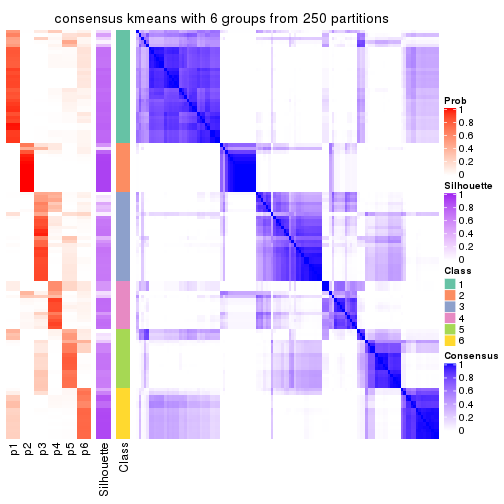 consensus kmeans with 6 groups from 250 partitions
Prob
1
0.8
0.6
0.4
0.2
0
Silhouette
1
0.8
0.6
0.4
0.2
0
Class
1
2
3
4
5
6
Consensus
1
0.8
0.6
0.4
0.2
0
p1
p2
p3
p4
p5
p6
Silhouette
Class